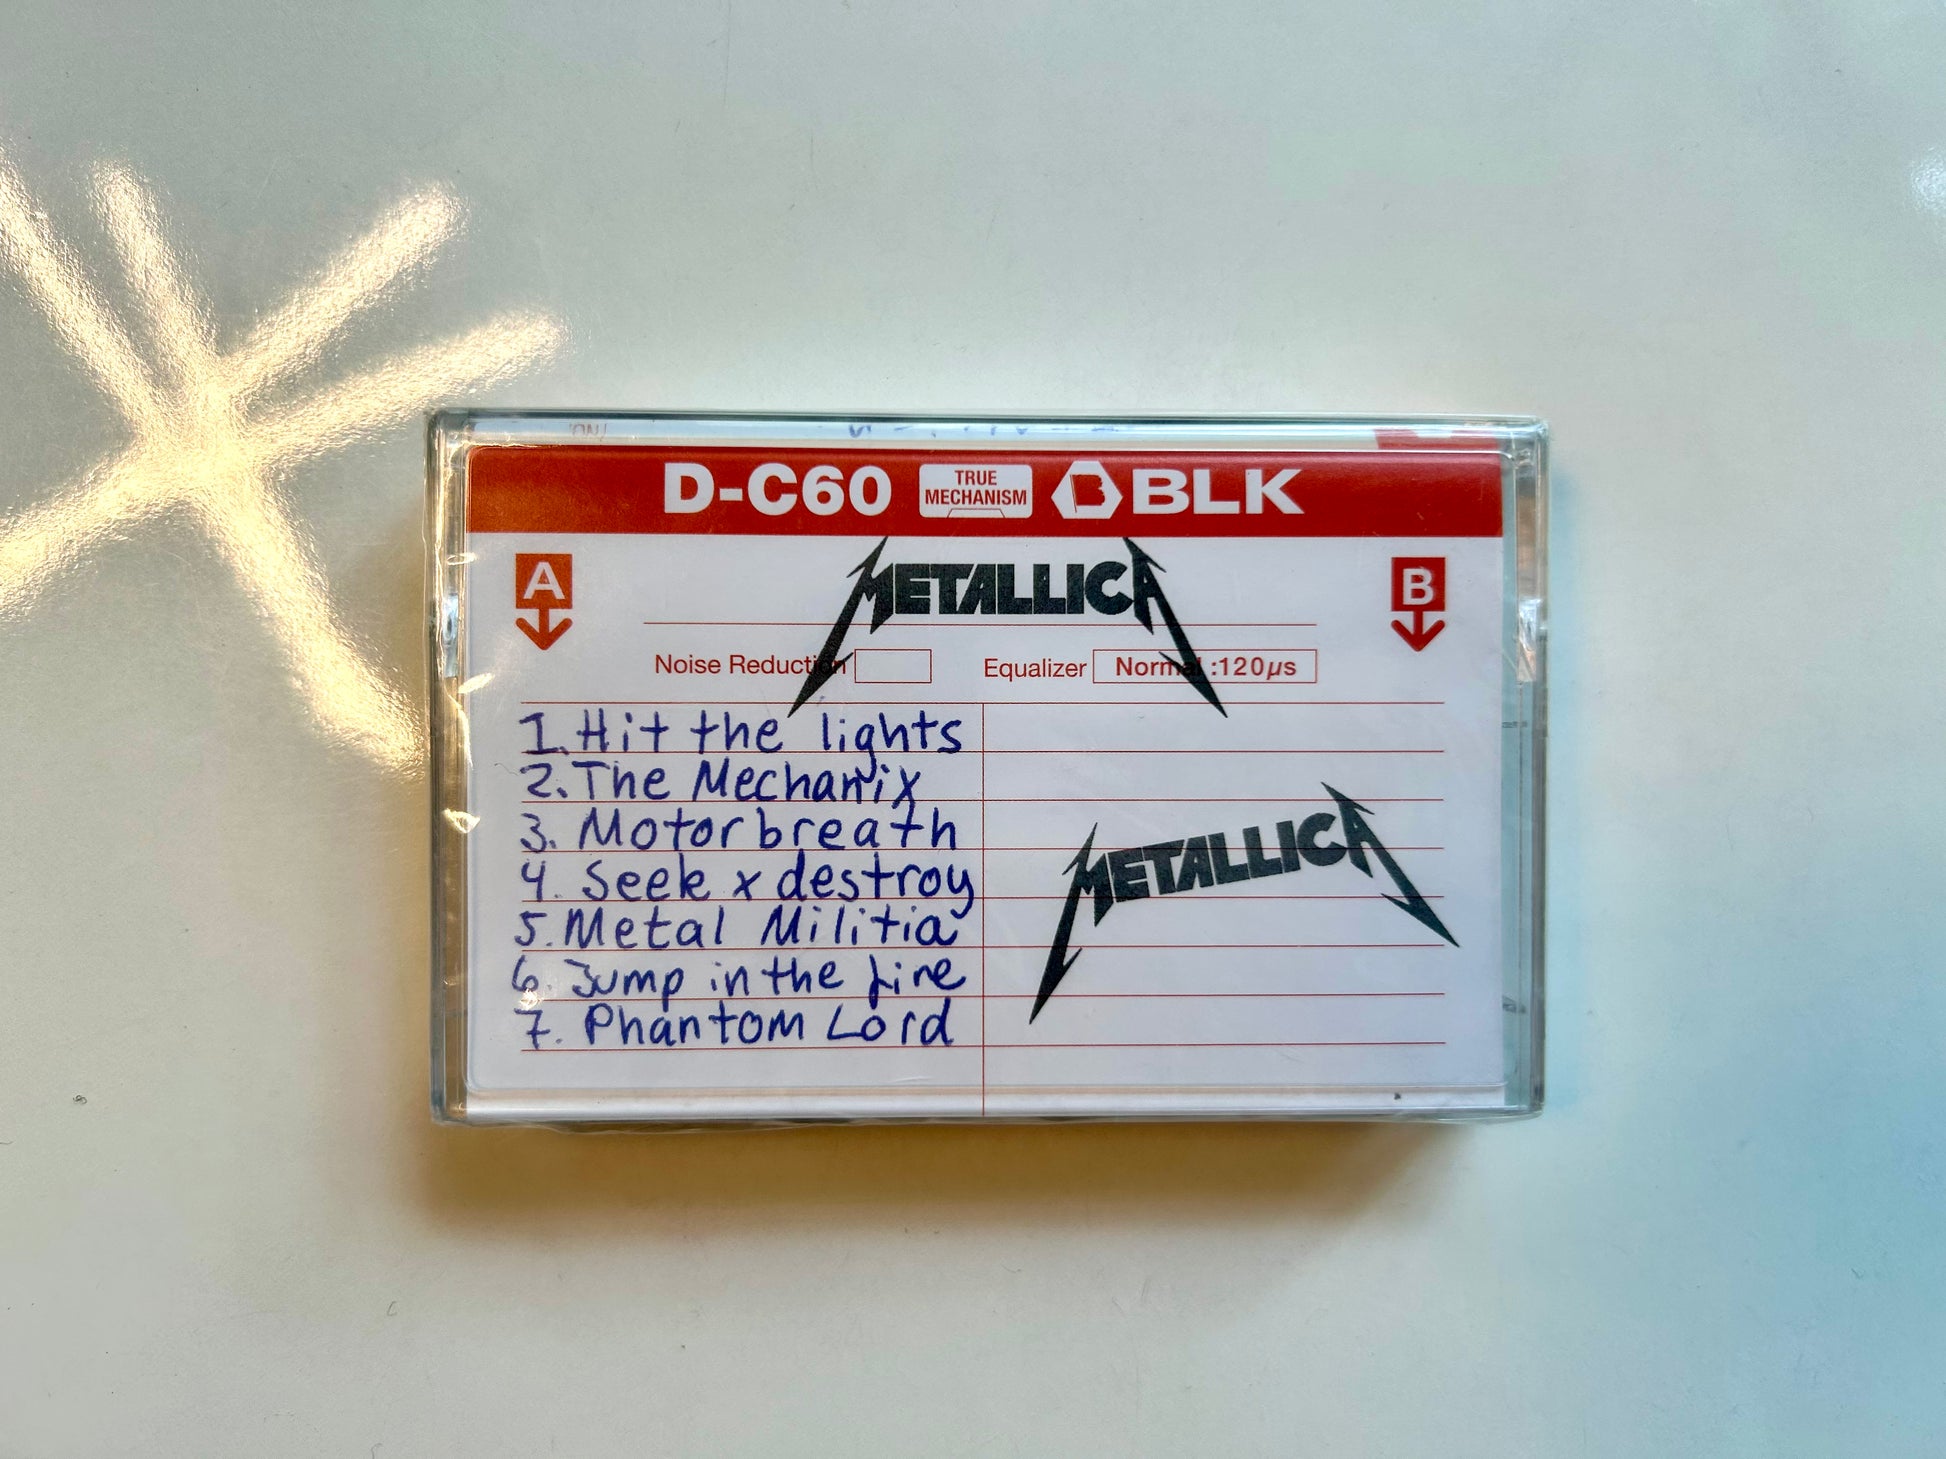 D-C60 TRUE MECHANISM B BLK
A METALLICA B
Noise Reduction Equalizer Normal :120µs
1. Hit the lights
2. The Mechanix
3. Motorbreath
4. Seek x destroy
METALLICA
5. Metal Militia
6. Jump in the fire
7. Phantom Lord